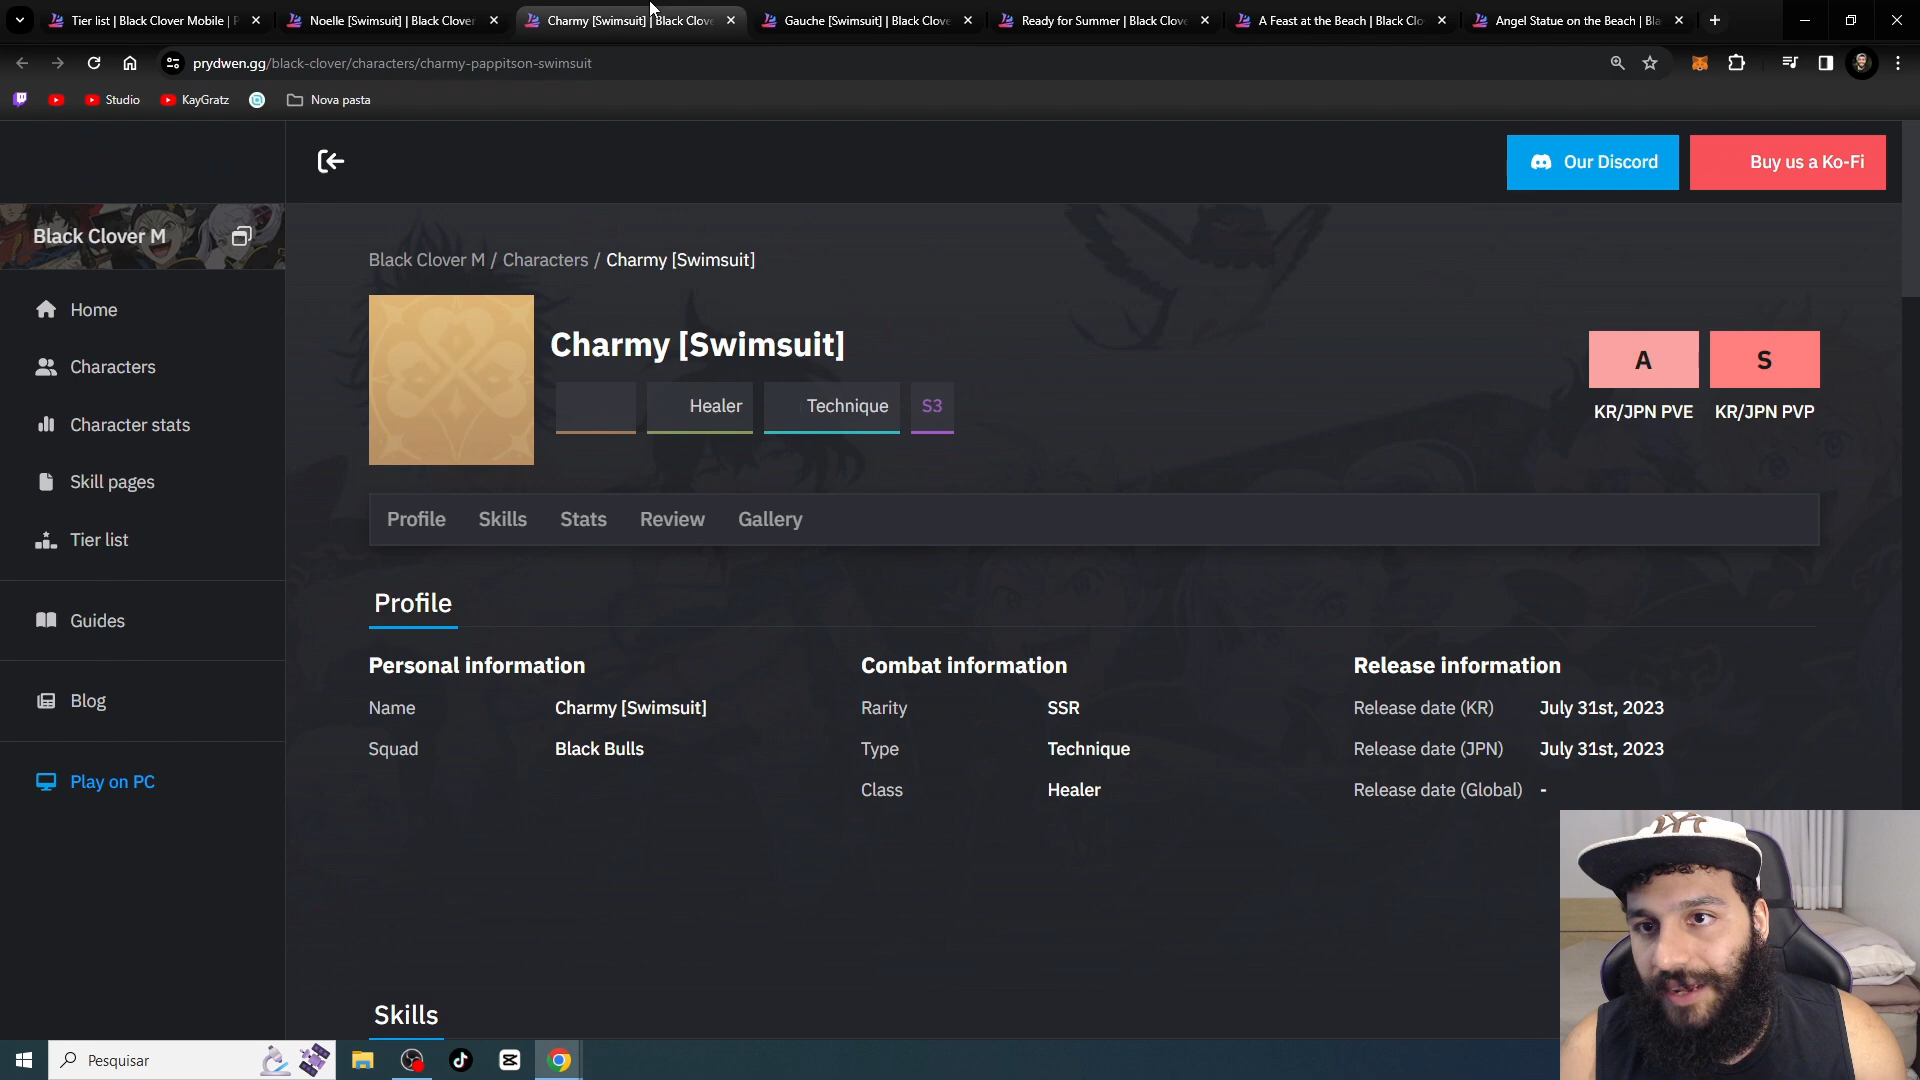 Tier list | Black Clover Mobile | P
Noelle [Swimsuit] | Black Clover
Charmy [Swimsuit] | Black Clove
Gauche [Swimsuit] | Black Clove
Ready for Summer | Black Clove
A Feast at the Beach | Black Clo
Angel Statue on the Beach | Bla
prydwen.gg/black-clover/characters/charmy-pappitson-swimsuit
Studio
KayGratz
Nova pasta
Our Discord
Buy us a Ko-Fi
Black Clover M
Home
Characters
Character stats
Skill pages
Tier list
Guides
Blog
Play on PC
Black Clover M / Characters / Charmy [Swimsuit]
Charmy [Swimsuit]
Healer
Technique
S3
A
S
KR/JPN PVE
KR/JPN PVP
Profile
Skills
Stats
Review
Gallery
Profile
Personal information
Name Charmy [Swimsuit]
Squad Black Bulls
Combat information
Rarity SSR
Type Technique
Class Healer
Release information
Release date (KR) July 31st, 2023
Release date (JPN) July 31st, 2023
Release date (Global) -
Skills
Pesquisar